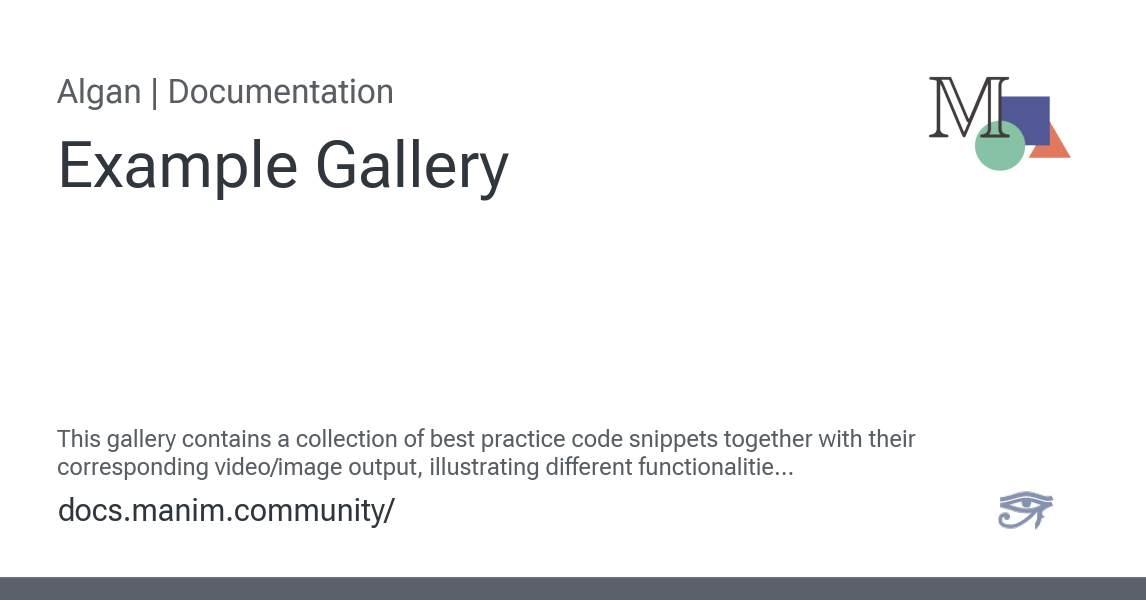 Algan | Documentation
Example Gallery
M
This gallery contains a collection of best practice code snippets together with their
corresponding video/image output, illustrating different functionalitie...
docs.manim.community/